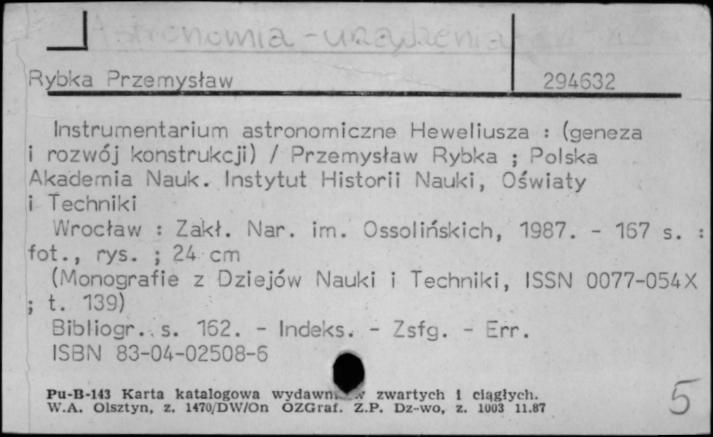 Astronomia - urządzenia
Rybka Przemysław 294632
Instrumentarium astronomiczne Heweliusza : (geneza
i rozwój konstrukcji) / Przemysław Rybka ; Polska
Akademia Nauk. Instytut Historii Nauki, Oświaty
i Techniki
Wrocław : Zakł. Nar. im. Ossolińskich, 1987. - 167 s. :
fot., rys. ; 24 cm
(Monografie z Dziejów Nauki i Techniki, ISSN 0077-054X
; t. 139)
Bibliogr. s. 162. - Indeks. - Zsfg. - Err.
ISBN 83-04-02508-6
Pu-B-143 Karta katalogowa wydawn w zwartych i ciągłych.
W.A. Olsztyn, z. 1470/DW/On OZGraf. Z.P. Dz-wo, z. 1003 11.87
5